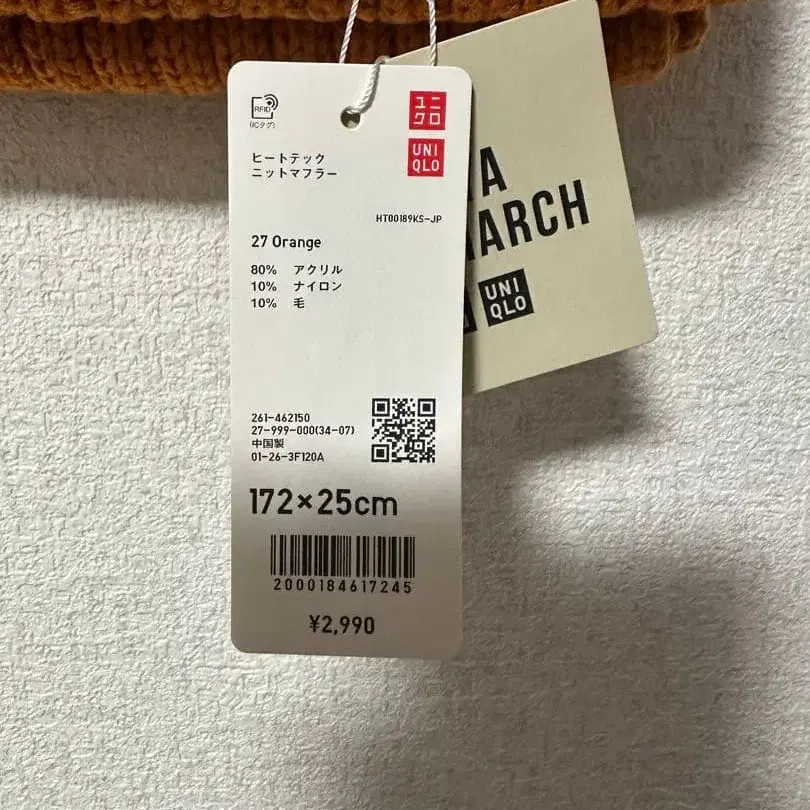 RFID
(ICタグ)
ユニ
クロ
UNI
QLO
ヒートテック
ニットマフラー
HT00189KS-JP
27 Orange
80% アクリル
10% ナイロン
10% 毛
261-462150
27-999-000(34-07)
中国製
01-26-3F120A
172×25cm
2000184617245
¥2,990
ARCH
UNI
QLO